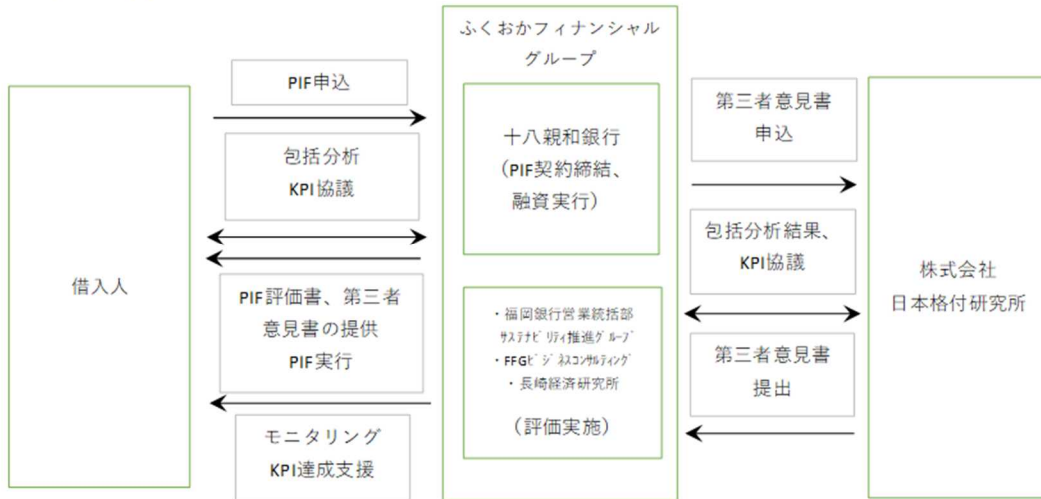 借入人
PIF申込
包括分析
KPI協議
PIF評価書、第三者
意見書の提供
PIF実行
モニタリング
KPI達成支援
ふくおかフィナンシャル
グループ
十八親和銀行
(PIF契約締結、
融資実行)
・福岡銀行営業統括部
ｻｽﾃﾅﾋﾞﾘﾃｨ推進ｸﾞﾙｰﾌﾟ
・FFGﾋﾞｼﾞﾈｽｺﾝｻﾙﾃｨﾝｸﾞ
・長崎経済研究所
(評価実施)
第三者意見書
申込
包括分析結果、
KPI協議
第三者意見書
提出
株式会社
日本格付研究所